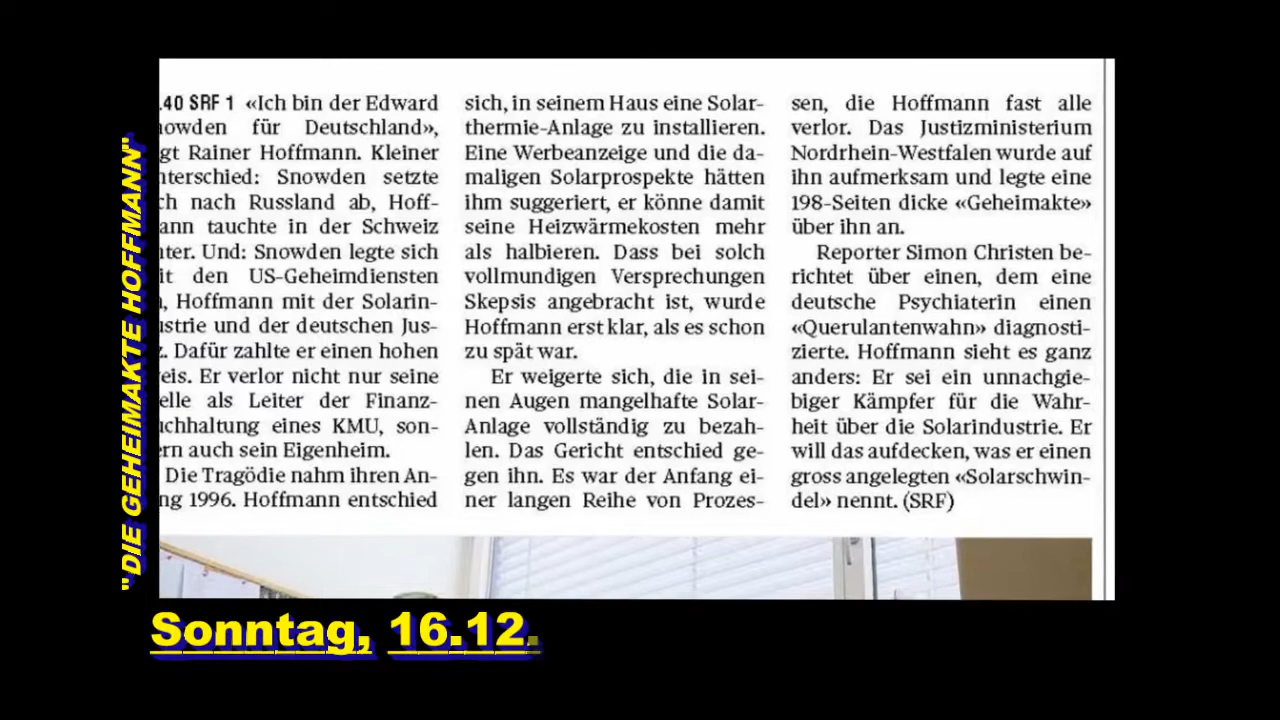 "DIE GEHEIMAKTE HOFFMANN"
.40 SRF 1 «Ich bin der Edward
owden für Deutschland»,
gt Rainer Hoffmann. Kleiner
nterschied: Snowden setzte
ch nach Russland ab, Hoff-
ann tauchte in der Schweiz
ter. Und: Snowden legte sich
it den US-Geheimdiensten
, Hoffmann mit der Solarin-
ustrie und der deutschen Jus-
z. Dafür zahlte er einen hohen
eis. Er verlor nicht nur seine
elle als Leiter der Finanz-
uchhaltung eines KMU, son-
ern auch sein Eigenheim.
Die Tragödie nahm ihren An-
ng 1996. Hoffmann entschied
sich, in seinem Haus eine Solar-
thermie-Anlage zu installieren.
Eine Werbeanzeige und die da-
maligen Solarprospekte hätten
ihm suggeriert, er könne damit
seine Heizwärmekosten mehr
als halbieren. Dass bei solch
vollmundigen Versprechungen
Skepsis angebracht ist, wurde
Hoffmann erst klar, als es schon
zu spät war.
Er weigerte sich, die in sei-
nen Augen mangelhafte Solar-
Anlage vollständig zu bezah-
len. Das Gericht entschied ge-
gen ihn. Es war der Anfang ei-
ner langen Reihe von Prozes-
sen, die Hoffmann fast alle
verlor. Das Justizministerium
Nordrhein-Westfalen wurde auf
ihn aufmerksam und legte eine
198-Seiten dicke «Geheimakte»
über ihn an.
Reporter Simon Christen be-
richtet über einen, dem eine
deutsche Psychiaterin einen
«Querulantenwahn» diagnosti-
zierte. Hoffmann sieht es ganz
anders: Er sei ein unnachgie-
biger Kämpfer für die Wahr-
heit über die Solarindustrie. Er
will das aufdecken, was er einen
gross angelegten «Solarschwin-
del» nennt. (SRF)
Sonntag, 16.12.